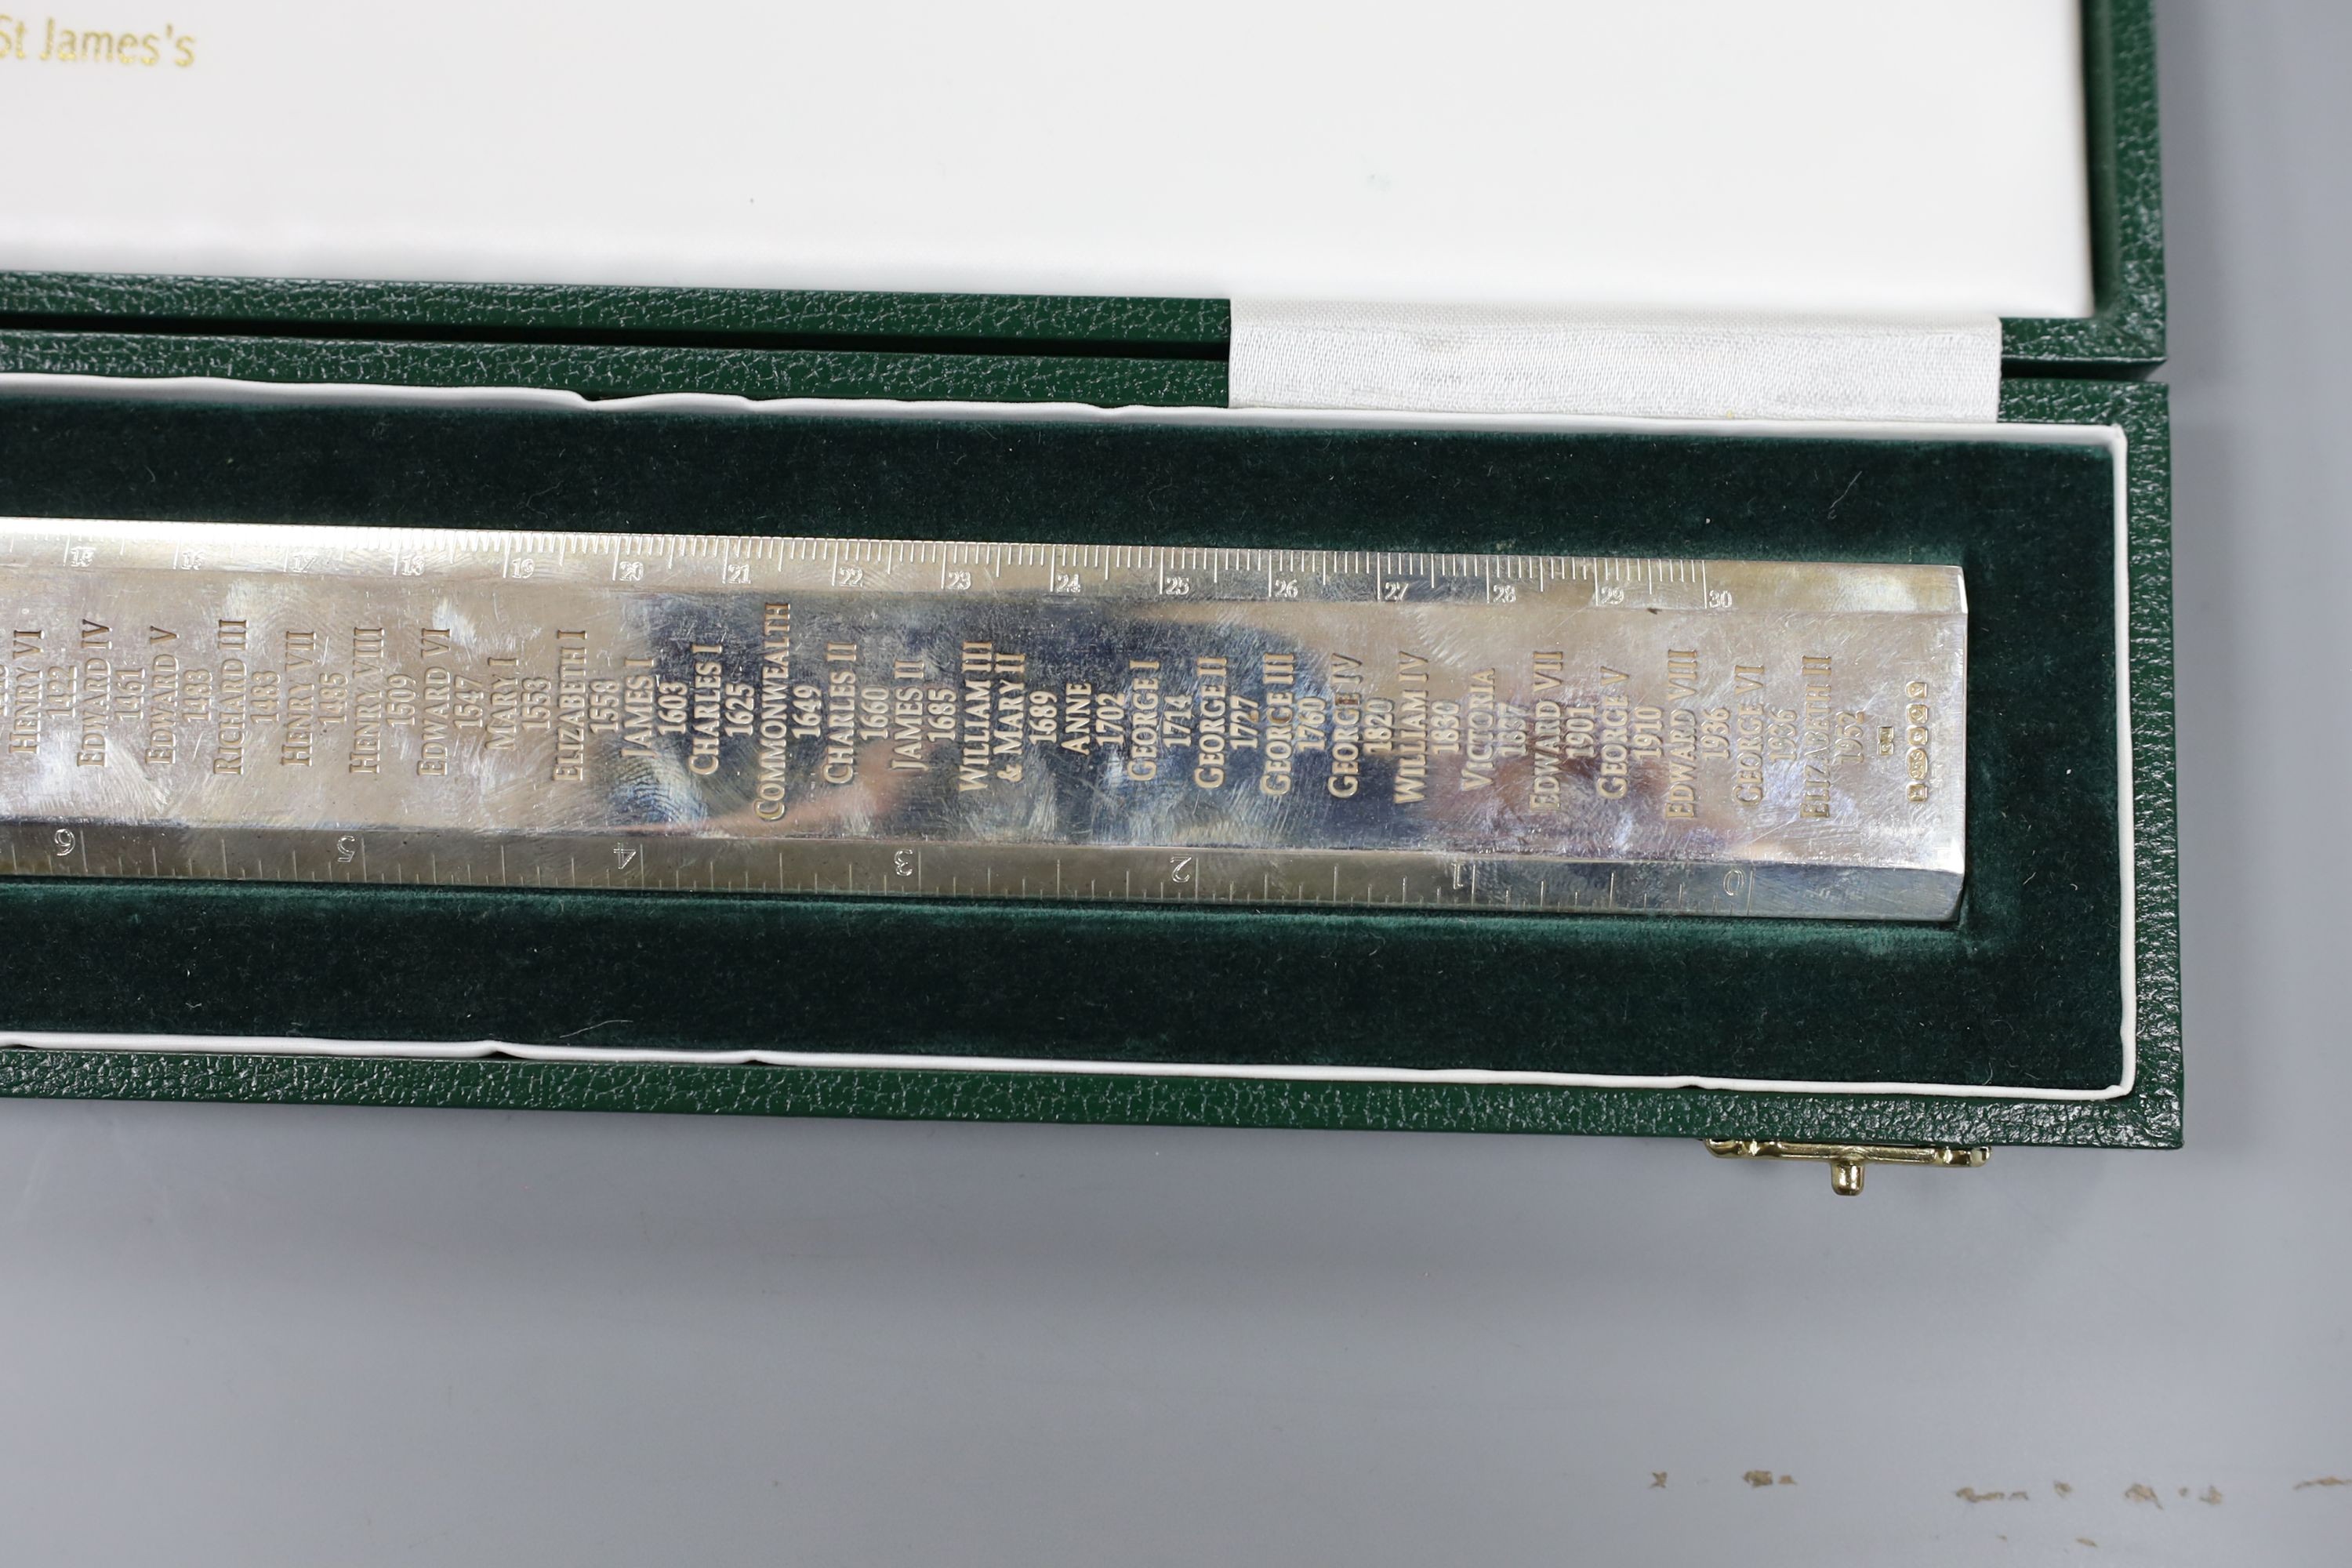 St James's
18
19
20
21
22
23
24
25
26
27
28
29
30
HENRY VI
1422
EDWARD IV
1461
EDWARD V
1483
RICHARD III
1483
HENRY VII
1485
HENRY VIII
1509
EDWARD VI
1547
MARY I
1553
ELIZABETH I
1558
JAMES I
1603
CHARLES I
1625
COMMONWEALTH
1649
CHARLES II
1660
JAMES II
1685
WILLIAM III
& MARY II
1689
ANNE
1702
GEORGE I
1714
GEORGE II
1727
GEORGE III
1760
GEORGE IV
1820
WILLIAM IV
1830
VICTORIA
1837
EDWARD VII
1901
GEORGE V
1910
EDWARD VIII
1936
GEORGE VI
1936
ELIZABETH II
1952
6
5
4
3
2
1
0